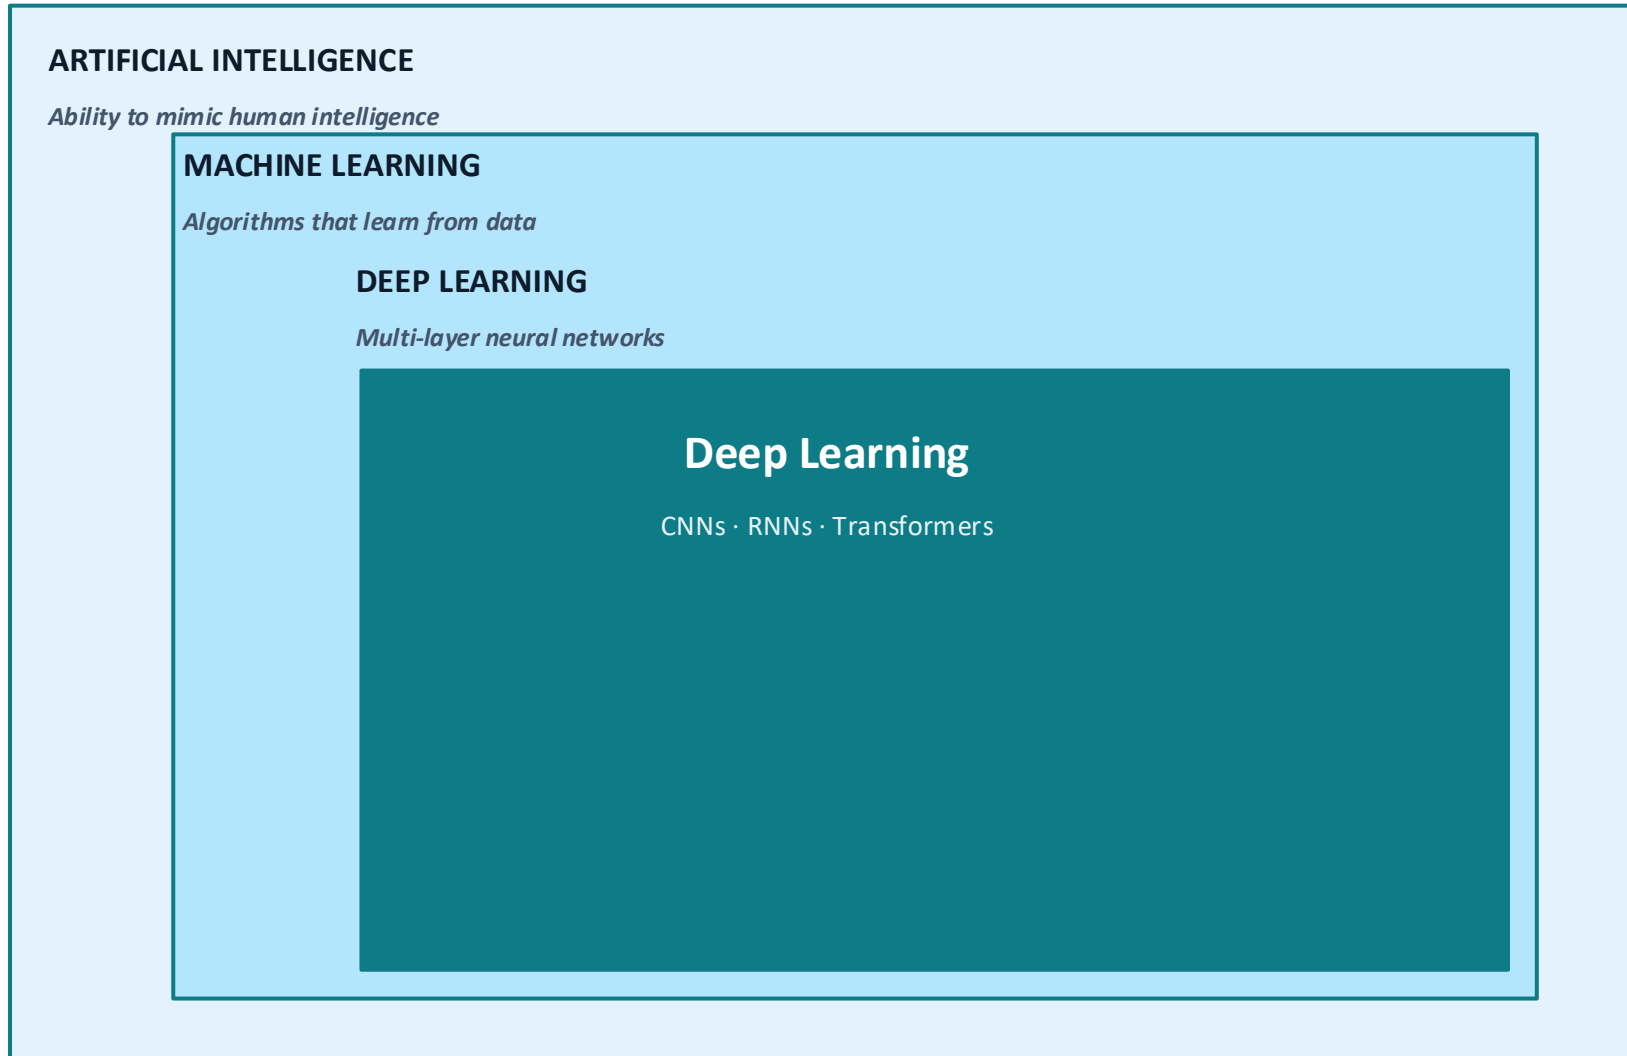 ARTIFICIAL INTELLIGENCE
Ability to mimic human intelligence
MACHINE LEARNING
Algorithms that learn from data
DEEP LEARNING
Multi-layer neural networks
Deep Learning
CNNs · RNNs · Transformers